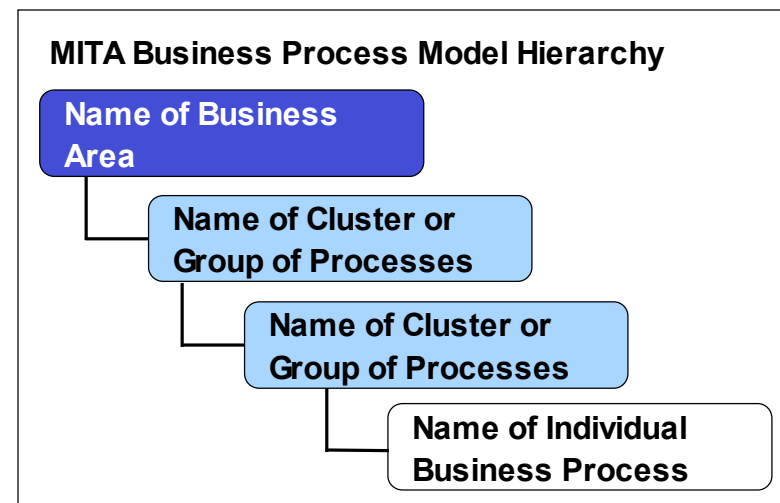 MITA Business Process Model Hierarchy
Name of Business
Area
Name of Cluster or
Group of Processes
Name of Cluster or
Group of Processes
Name of Individual
Business Process